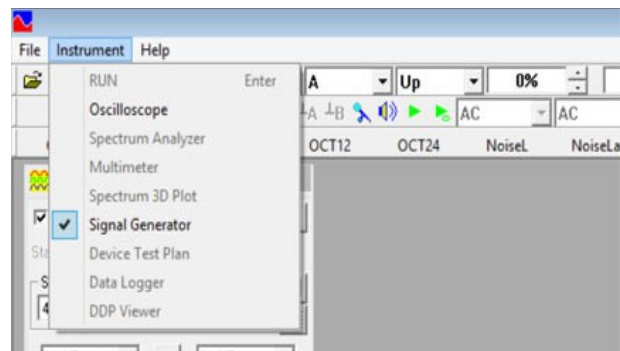 File Instrument Help
RUN Enter
A Up 0%
Oscilloscope
AC AC
Spectrum Analyzer
OCT12 OCT24 NoiseL
Multimeter
Spectrum 3D Plot
Signal Generator
Device Test Plan
Data Logger
DDP Viewer